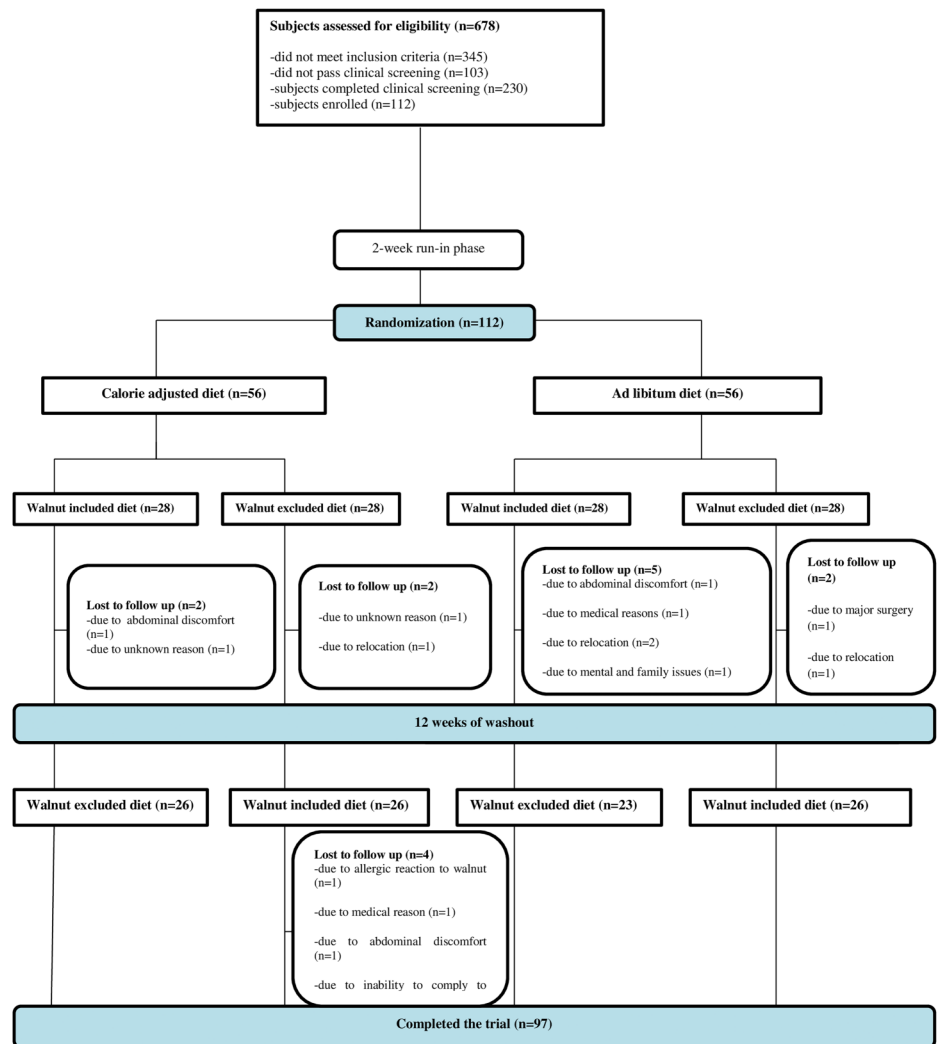 Subjects assessed for eligibility (n=678)
-did not meet inclusion criteria (n=345)
-did not pass clinical screening (n=103)
-subjects completed clinical screening (n=230)
-subjects enrolled (n=112)
2-week run-in phase
Randomization (n=112)
Calorie adjusted diet (n=56)
Ad libitum diet (n=56)
Walnut included diet (n=28)
Walnut excluded diet (n=28)
Walnut included diet (n=28)
Walnut excluded diet (n=28)
Lost to follow up (n=2)
-due to abdominal discomfort
(n=1)
-due to unknown reason (n=1)
Lost to follow up (n=2)
-due to unknown reason (n=1)
-due to relocation (n=1)
Lost to follow up (n=5)
-due to abdominal discomfort (n=1)
-due to medical reasons (n=1)
-due to relocation (n=2)
-due to mental and family issues (n=1)
Lost to follow up
(n=2)
-due to major surgery
(n=1)
-due to relocation
(n=1)
12 weeks of washout
Walnut excluded diet (n=26)
Walnut included diet (n=26)
Walnut excluded diet (n=23)
Walnut included diet (n=26)
Lost to follow up (n=4)
-due to allergic reaction to walnut
(n=1)
-due to medical reason (n=1)
-due to abdominal discomfort
(n=1)
-due to inability to comply to
Completed the trial (n=97)